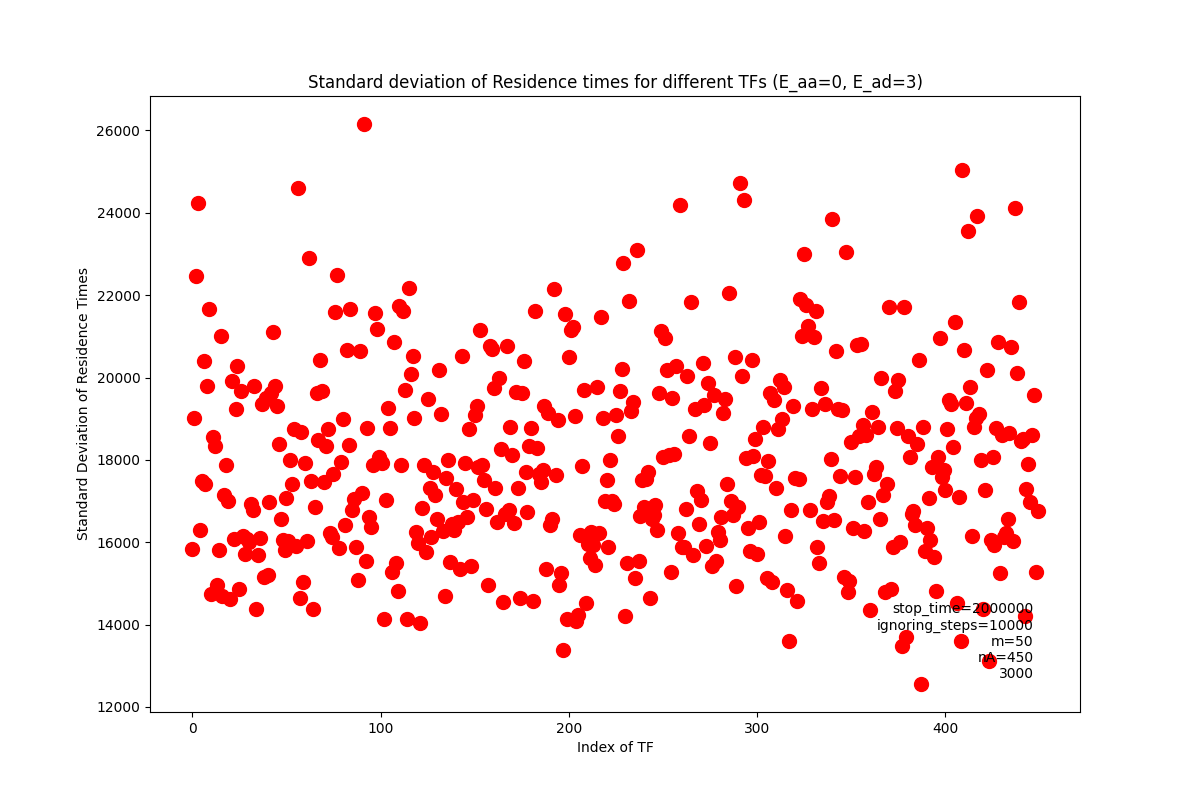 Standard deviation of Residence times for different TFs (E_aa=0, E_ad=3)
Standard Deviation of Residence Times
26000
24000
22000
20000
18000
16000
14000
12000
stop_time=2000000
ignoring_steps=10000
m=50
nA=450
3000
0
100
200
300
400
Index of TF